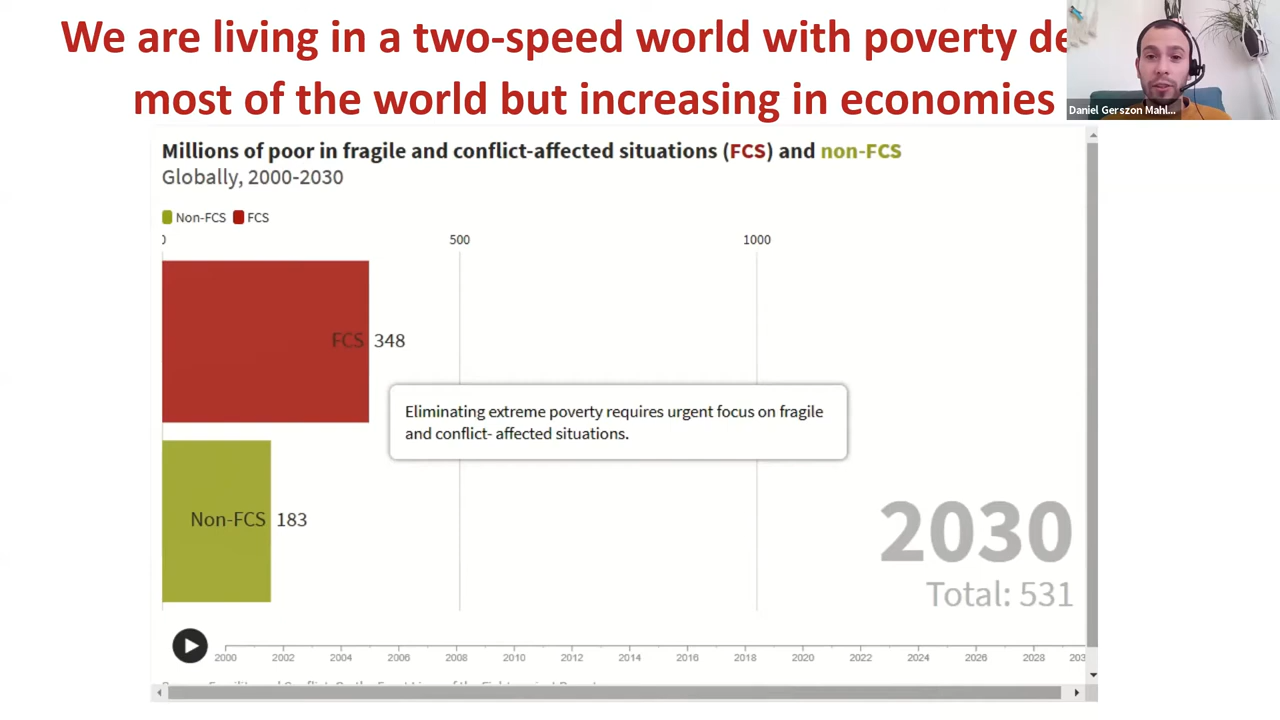 We are living in a two-speed world with poverty de
most of the world but increasing in economies
Daniel Gerszon Mahl...
Millions of poor in fragile and conflict-affected situations (FCS) and non-FCS
Globally, 2000-2030
Non-FCS FCS
0 500 1000
FCS 348
Eliminating extreme poverty requires urgent focus on fragile
and conflict- affected situations.
Non-FCS 183
2030
Total: 531
2000 2002 2004 2006 2008 2010 2012 2014 2016 2018 2020 2022 2024 2026 2028 203